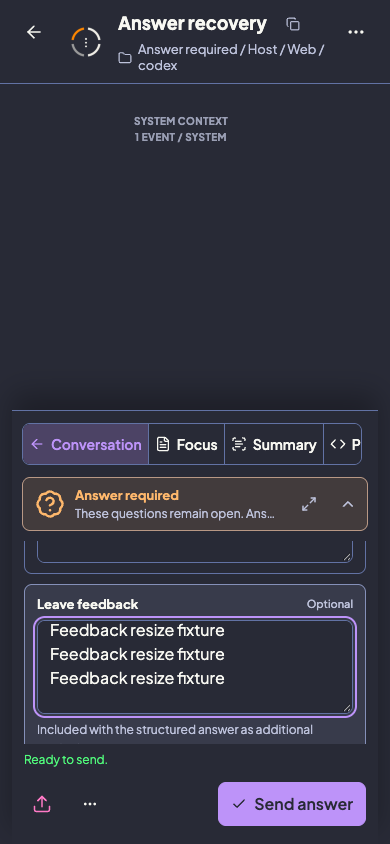 Answer recovery
Answer required / Host / Web /
codex
SYSTEM CONTEXT
1 EVENT / SYSTEM
Conversation
Focus
Summary
P
Answer required
These questions remain open. Ans...
Leave feedback
Optional
Feedback resize fixture
Feedback resize fixture
Feedback resize fixture
Included with the structured answer as additional
Ready to send.
Send answer